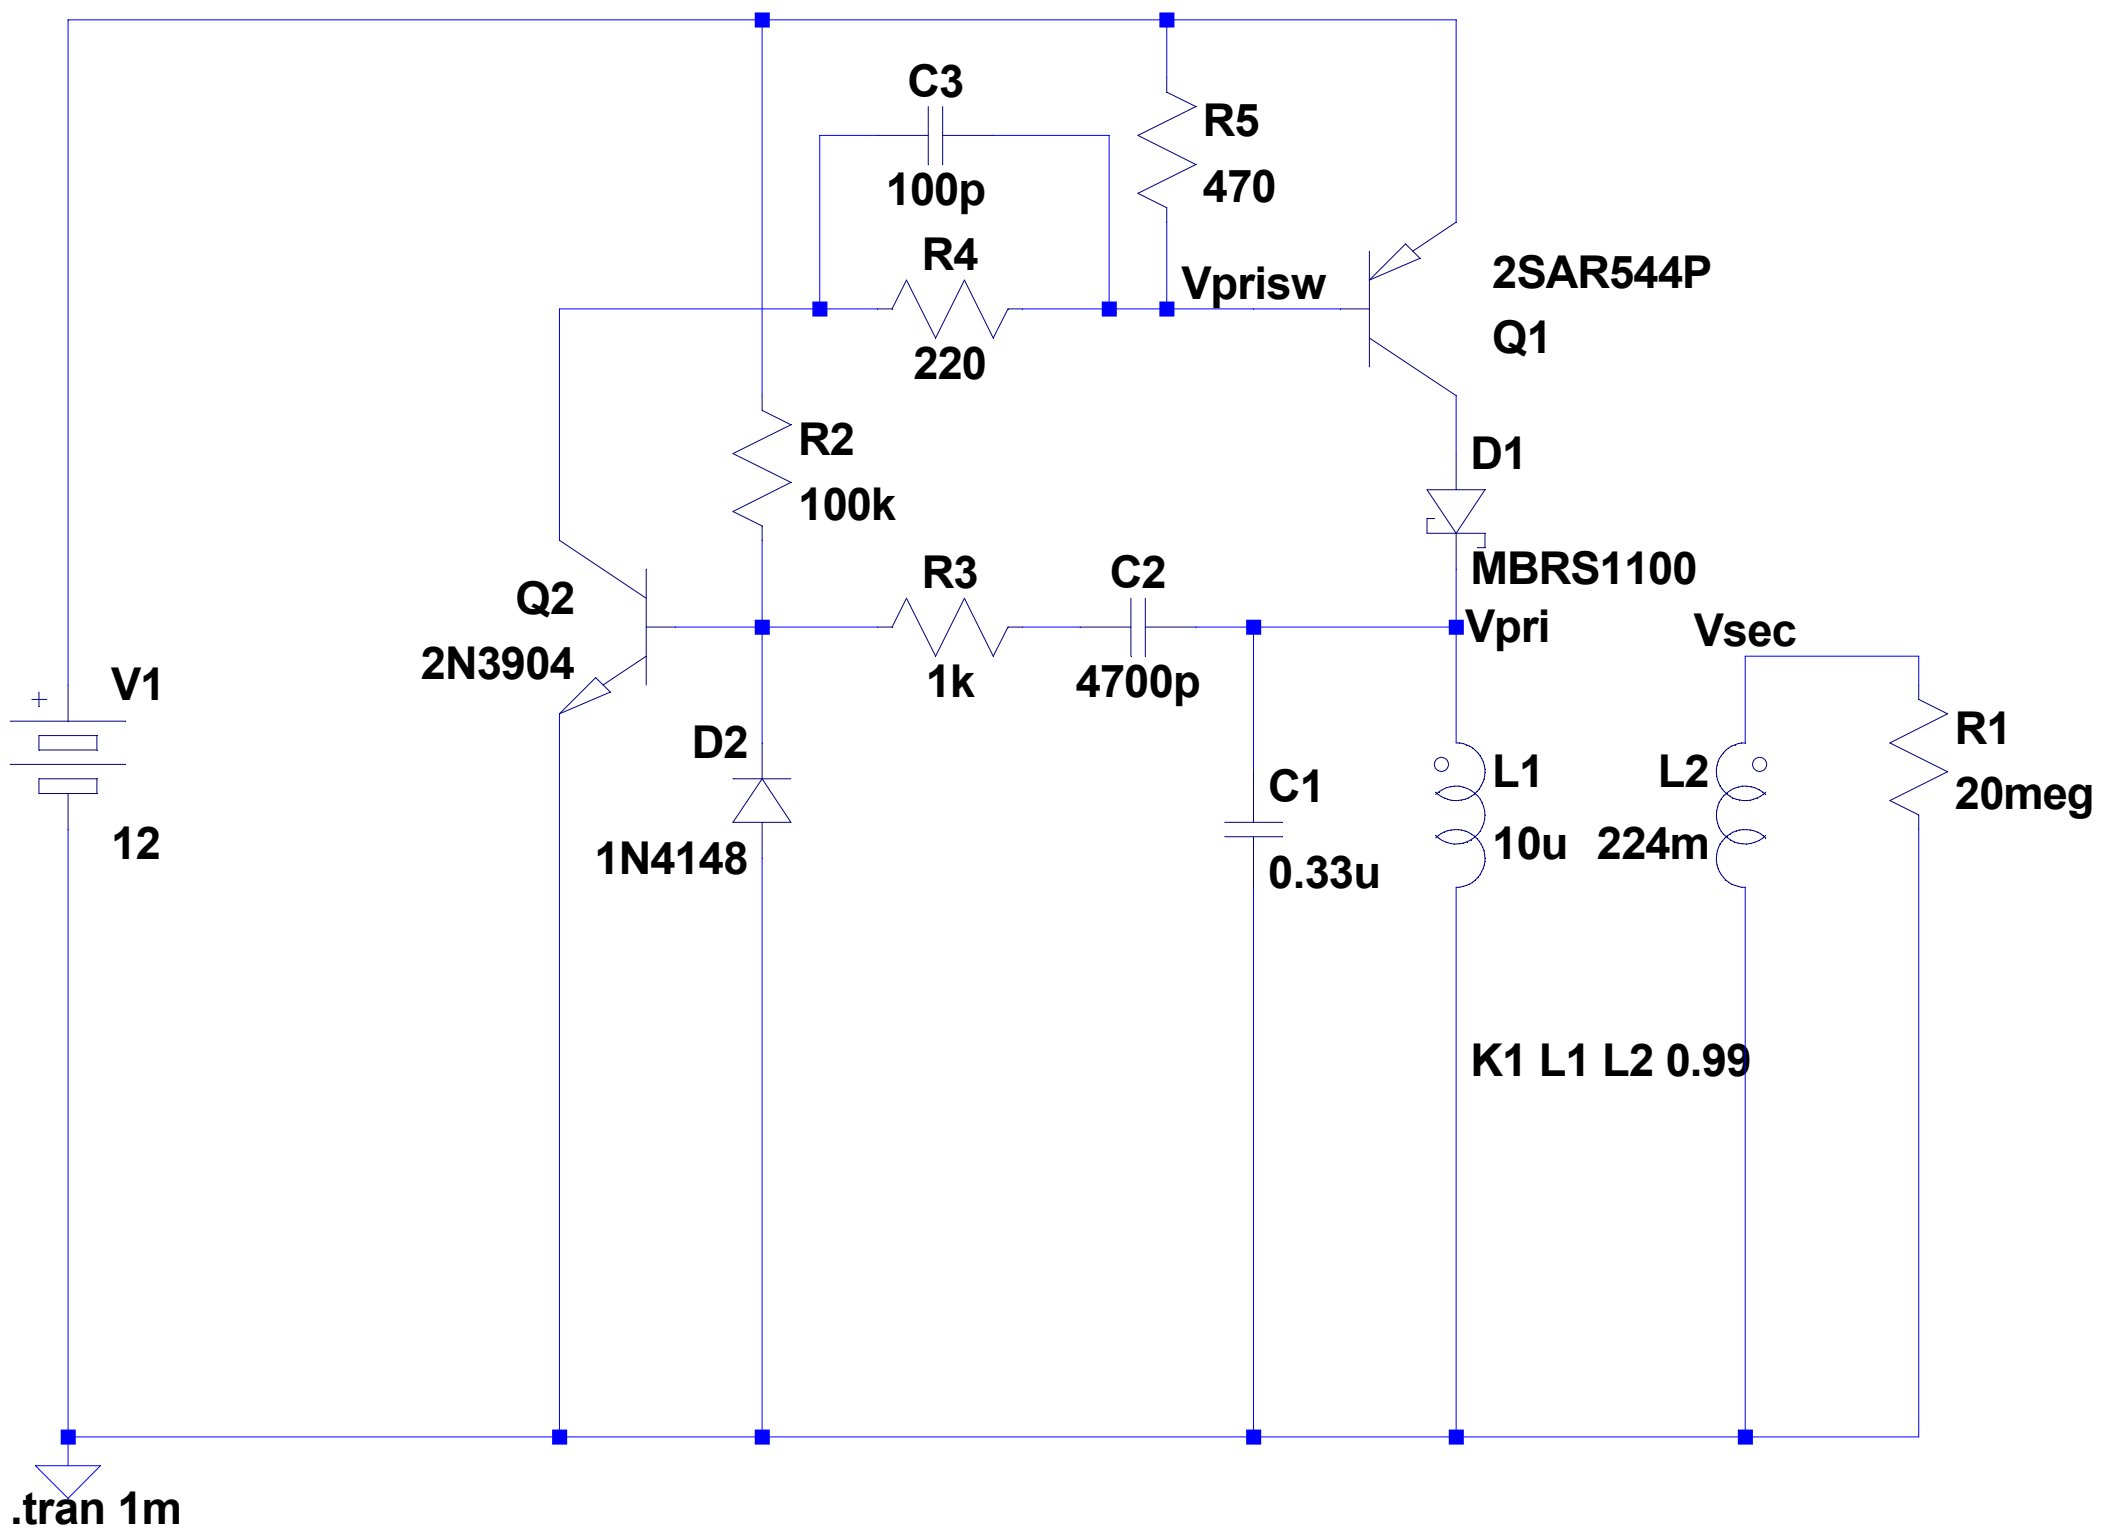 C3
100p
R5
470
R4
220
Vprisw
2SAR544P
Q1
R2
100k
D1
MBRS1100
Q2
2N3904
R3
1k
C2
4700p
Vpri
Vsec
+
V1
12
D2
1N4148
C1
0.33u
L1
10u
L2
224m
R1
20meg
K1 L1 L2 0.99
.tran 1m